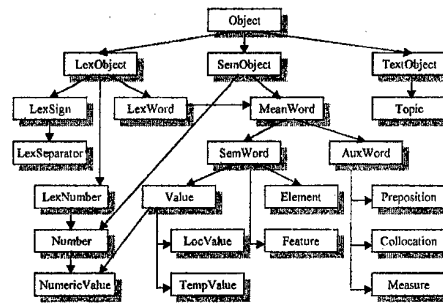 Object
LexObject SemObject TextObject
LexSign LexWord MeanWord Topic
LexSeparator SemWord AuxWord
LexNumber Value Element Preposition
Number LocValue Feature Collocation
NumericValue TempValue Measure